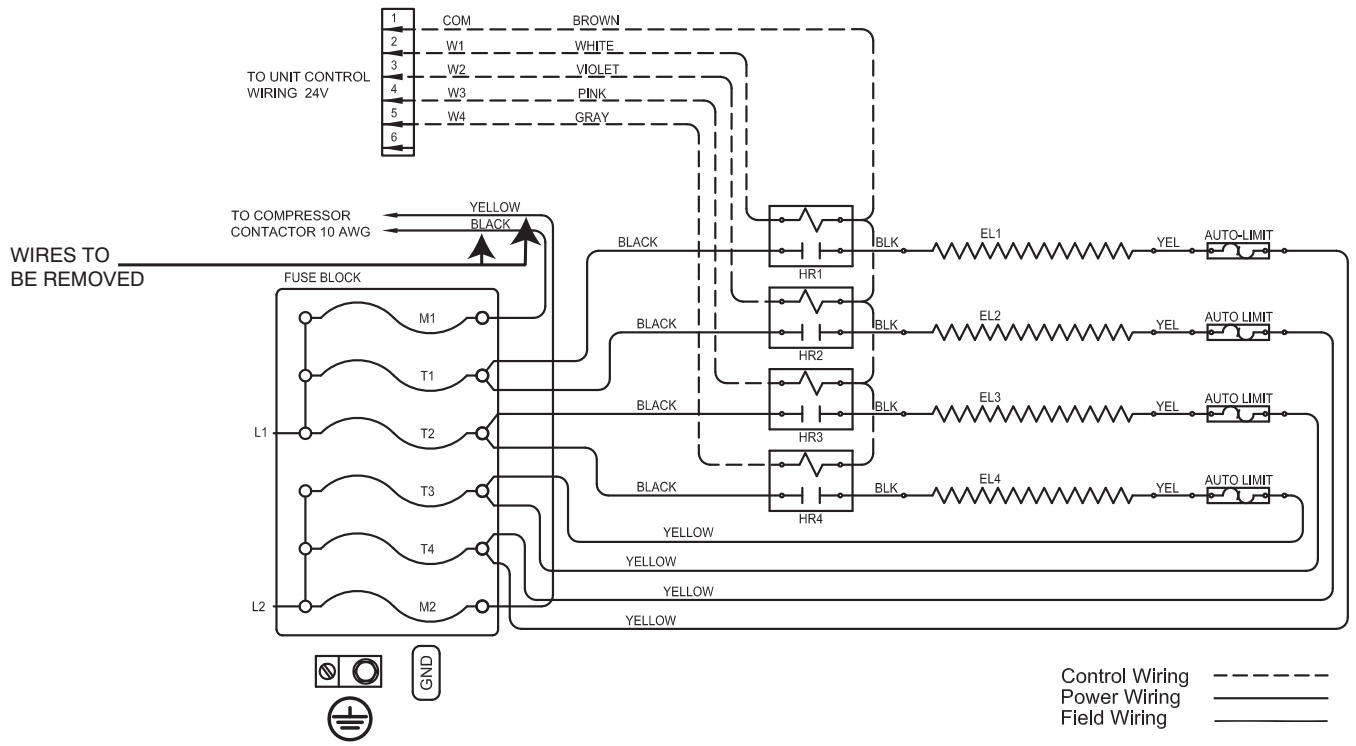 1 COM BROWN
2 W1 WHITE
3 W2 VIOLET
4 W3 PINK
5 W4 GRAY
6
TO UNIT CONTROL
WIRING 24V
TO COMPRESSOR
CONTACTOR 10 AWG
YELLOW
BLACK
WIRES TO
BE REMOVED
FUSE BLOCK
M1
T1
L1 T2
T3
T4
L2 M2
GND
BLACK HR1 BLK EL1 YEL AUTO-LIMIT
BLACK HR2 BLK EL2 YEL AUTO LIMIT
BLACK HR3 BLK EL3 YEL AUTO LIMIT
BLACK HR4 BLK EL4 YEL AUTO LIMIT
YELLOW
YELLOW
YELLOW
YELLOW
Control Wiring
Power Wiring
Field Wiring